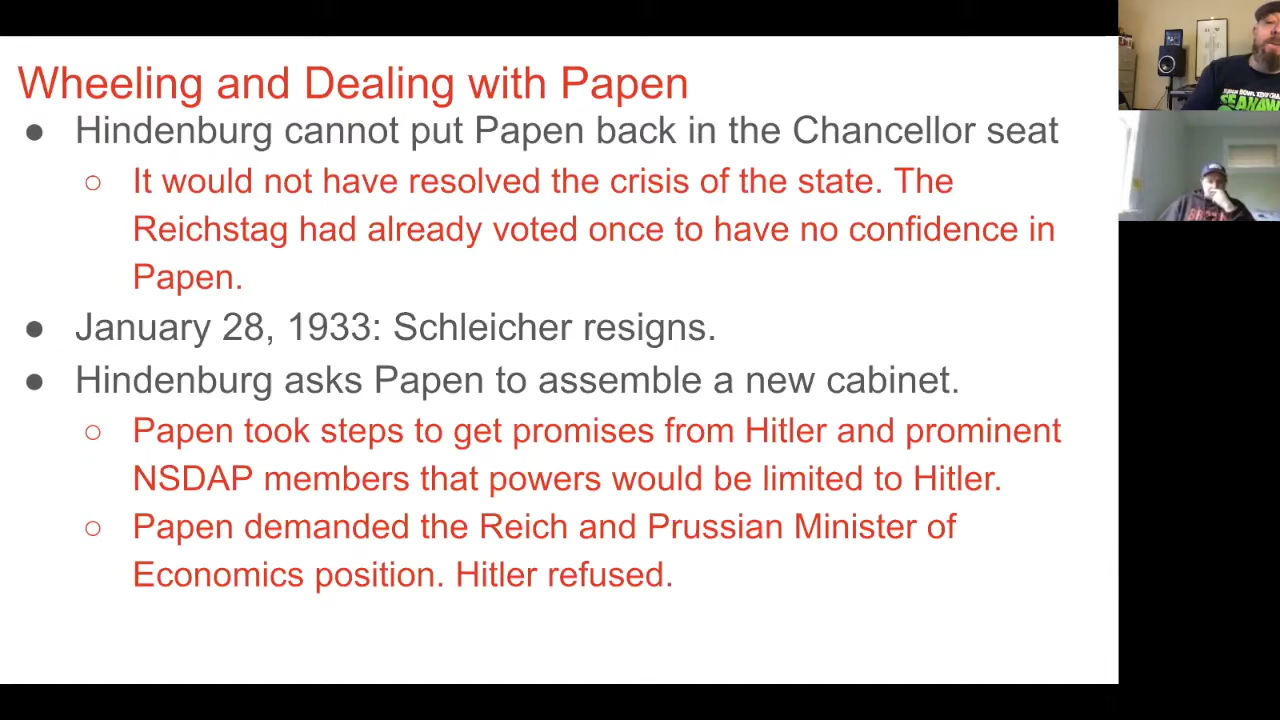 Wheeling and Dealing with Papen
● Hindenburg cannot put Papen back in the Chancellor seat
○ It would not have resolved the crisis of the state. The
Reichstag had already voted once to have no confidence in
Papen.
● January 28, 1933: Schleicher resigns.
● Hindenburg asks Papen to assemble a new cabinet.
○ Papen took steps to get promises from Hitler and prominent
NSDAP members that powers would be limited to Hitler.
○ Papen demanded the Reich and Prussian Minister of
Economics position. Hitler refused.